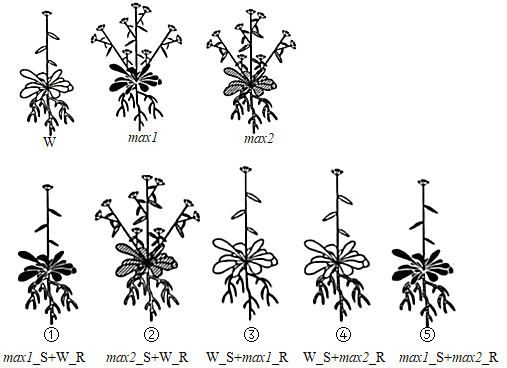 W max1 max2
① ② ③ ④ ⑤
max1_S+W_R max2_S+W_R W_S+max1_R W_S+max2_R max1_S+max2_R